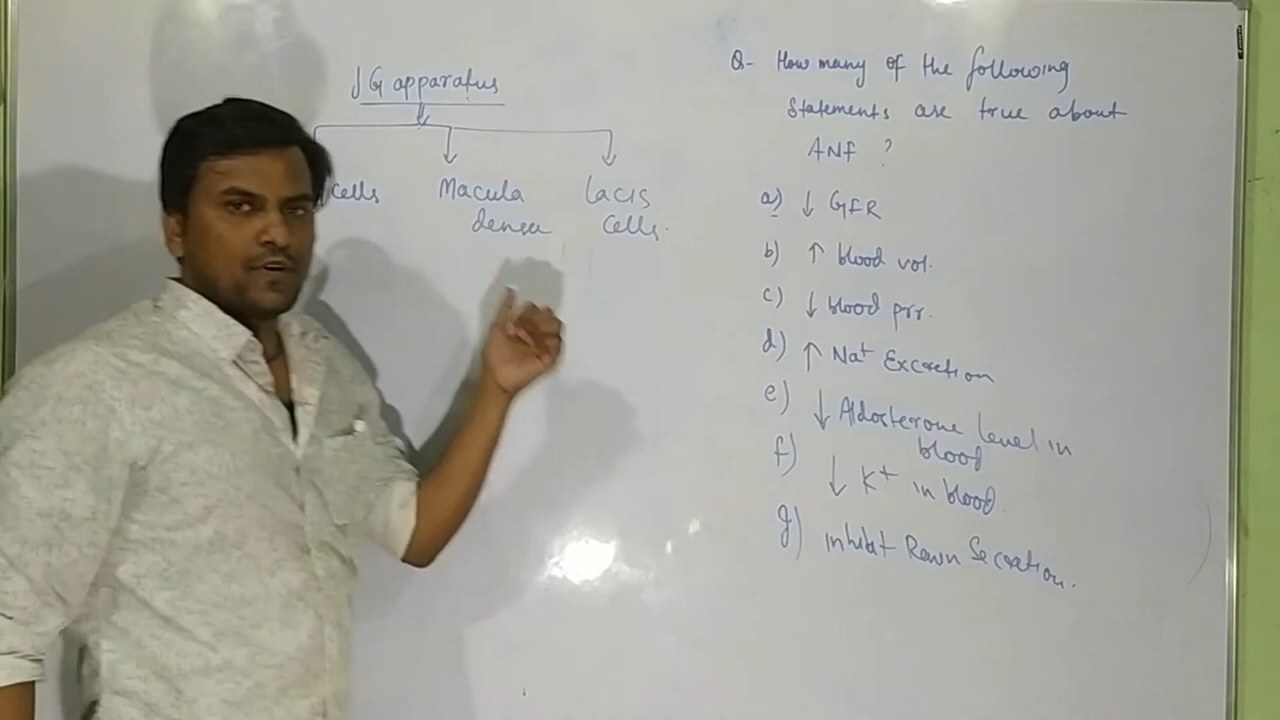 JG apparatus
cells
Macula
densa
Lacis
Cells.
Q- How many of the following
Statements are true about
ANF ?
a) ↓ GFR
b) ↑ blood vol.
c) ↓ blood prr.
d) ↑ Na+ Excretion
e) ↓ Aldosterone level in
blood
f) ↓ K+ in blood.
g) inhibit Renin Secretion.